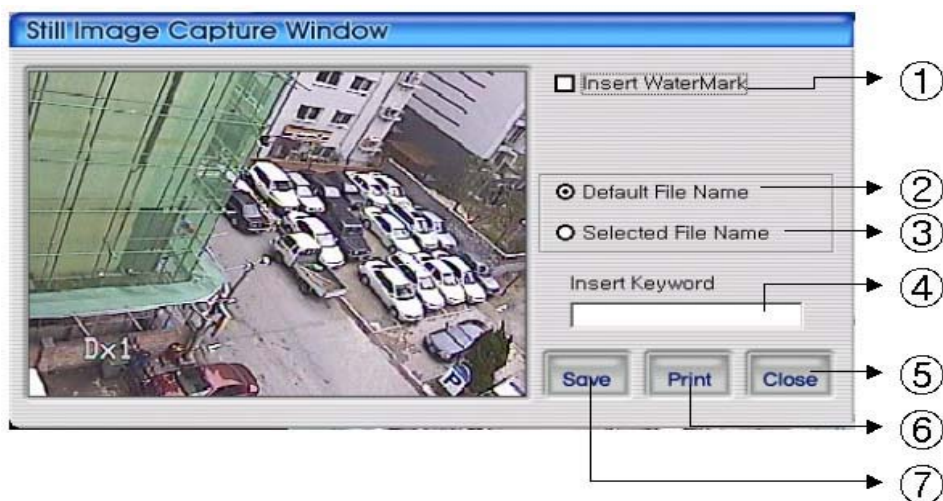 Still Image Capture Window
Insert WaterMark
①
Default File Name
②
Selected File Name
③
Insert Keyword
④
Dx1
P
Save Print Close
⑤
⑥
⑦